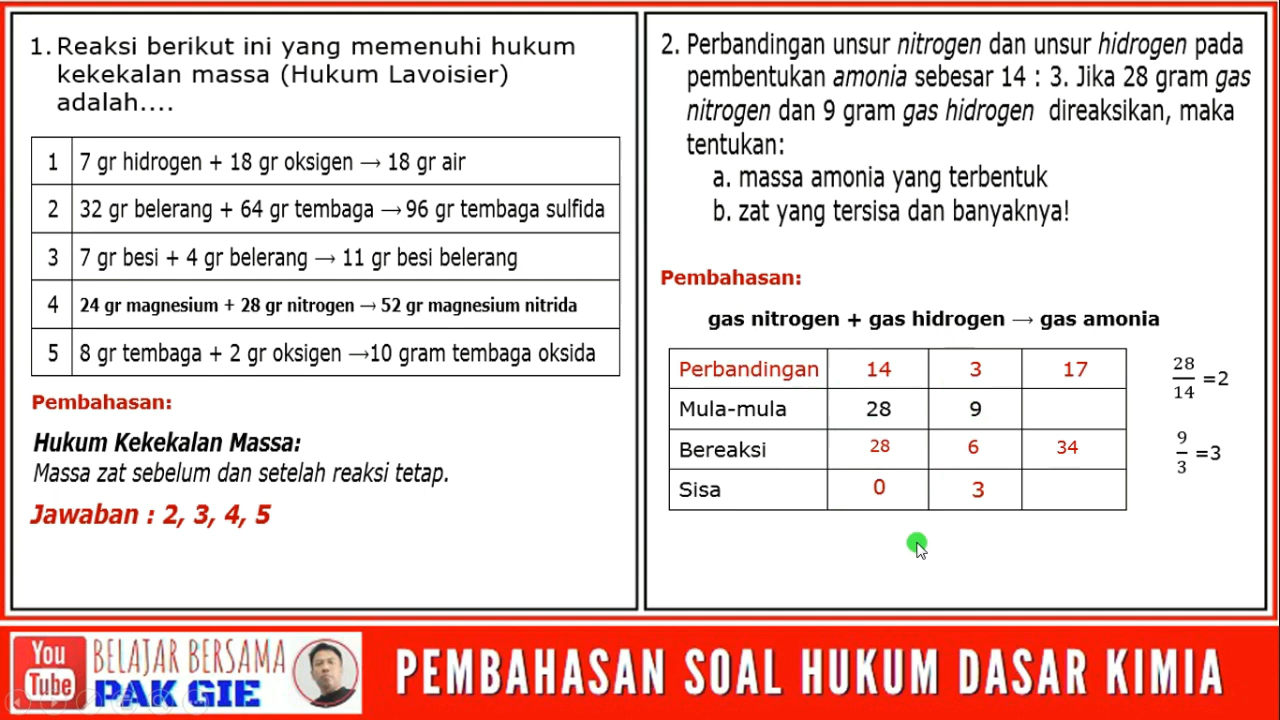 1. Reaksi berikut ini yang memenuhi hukum
kekekalan massa (Hukum Lavoisier)
adalah....
1 7 gr hidrogen + 18 gr oksigen → 18 gr air
2 32 gr belerang + 64 gr tembaga → 96 gr tembaga sulfida
3 7 gr besi + 4 gr belerang → 11 gr besi belerang
4 24 gr magnesium + 28 gr nitrogen → 52 gr magnesium nitrida
5 8 gr tembaga + 2 gr oksigen →10 gram tembaga oksida
Pembahasan:
Hukum Kekekalan Massa:
Massa zat sebelum dan setelah reaksi tetap.
Jawaban : 2, 3, 4, 5
2. Perbandingan unsur nitrogen dan unsur hidrogen pada
pembentukan amonia sebesar 14 : 3. Jika 28 gram gas
nitrogen dan 9 gram gas hidrogen direaksikan, maka
tentukan:
a. massa amonia yang terbentuk
b. zat yang tersisa dan banyaknya!
Pembahasan:
gas nitrogen + gas hidrogen → gas amonia
Perbandingan 14 3 17
Mula-mula 28 9
Bereaksi 28 6 34
Sisa 0 3
28/14 =2
9/3 =3
You Tube
BELAJAR BERSAMA
PAK GIE
PEMBAHASAN SOAL HUKUM DASAR KIMIA